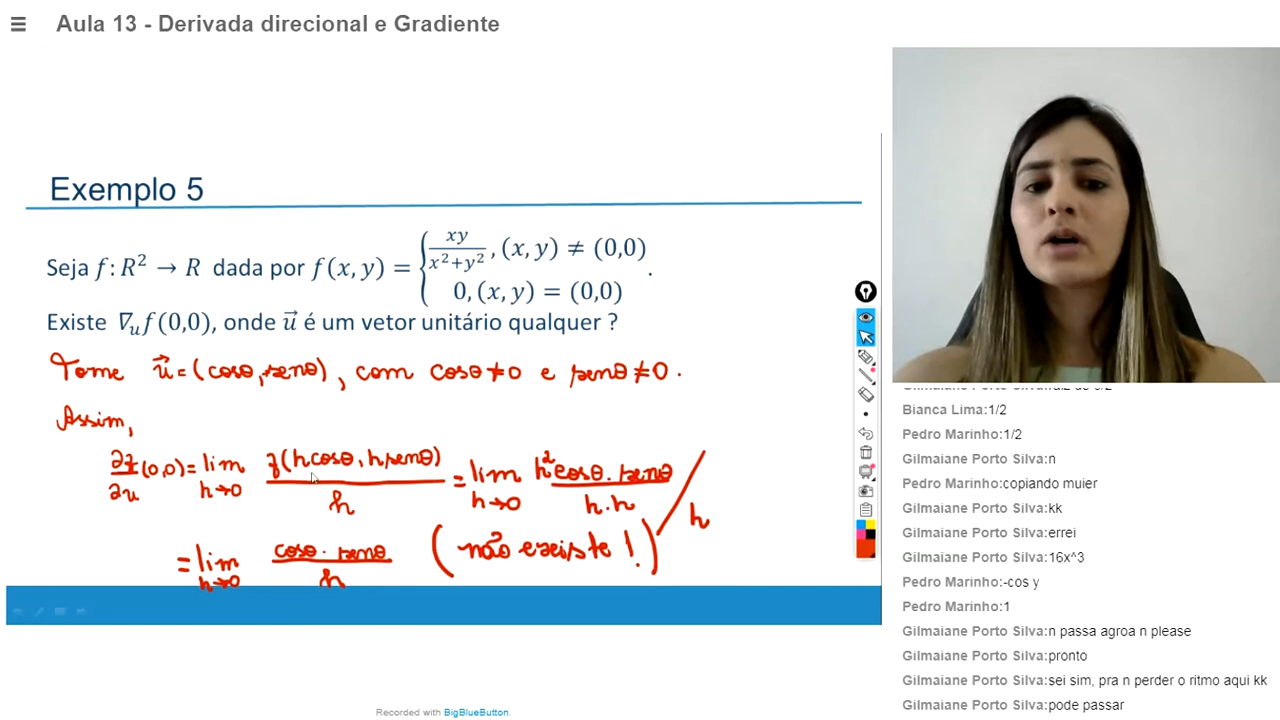 ☰ Aula 13 - Derivada direcional e Gradiente
Exemplo 5
Seja f: R² → R dada por f(x, y) = { xy / x²+y² , (x, y) ≠ (0,0)
0, (x, y) = (0,0) .
Existe ∇ᵤf(0,0), onde u⃗ é um vetor unitário qualquer ?
Tome u⃗ = (cosθ, senθ), com cosθ ≠ 0 e senθ ≠ 0.
Assim,
∂f/∂u (0,0) = lim h→0 f(h cosθ, h senθ) / h = lim h→0 h² cosθ . senθ / h.h / h
= lim h→0 cosθ . senθ / h (não existe!)
Bianca Lima:1/2
Pedro Marinho:1/2
Gilmaiane Porto Silva:n
Pedro Marinho:copiando muier
Gilmaiane Porto Silva:kk
Gilmaiane Porto Silva:errei
Gilmaiane Porto Silva:16x^3
Pedro Marinho:-cos y
Pedro Marinho:1
Gilmaiane Porto Silva:n passa agroa n please
Gilmaiane Porto Silva:pronto
Gilmaiane Porto Silva:sei sim, pra n perder o ritmo aqui kk
Gilmaiane Porto Silva:pode passar
Recorded with BigBlueButton.